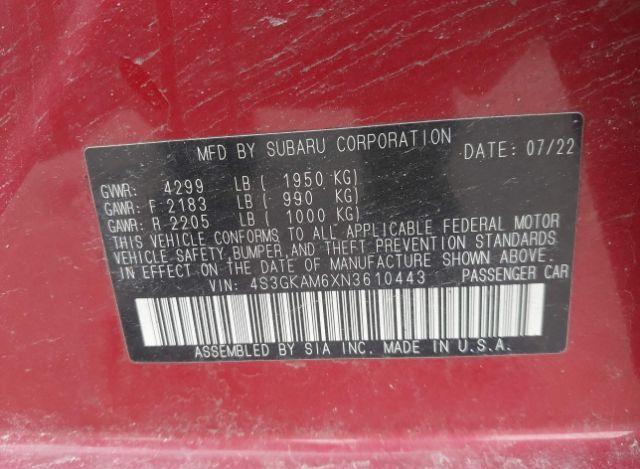 MFD BY SUBARU CORPORATION DATE: 07/22
GVWR: 4299 LB ( 1950 KG)
GAWR: F 2183 LB ( 990 KG)
GAWR: R 2205 LB ( 1000 KG)
THIS VEHICLE CONFORMS TO ALL APPLICABLE FEDERAL MOTOR
VEHICLE SAFETY, BUMPER, AND THEFT PREVENTION STANDARDS
IN EFFECT ON THE DATE OF MANUFACTURE SHOWN ABOVE.
VIN: 4S3GKAM6XN3610443 PASSENGER CAR
ASSEMBLED BY SIA INC. MADE IN U.S.A.